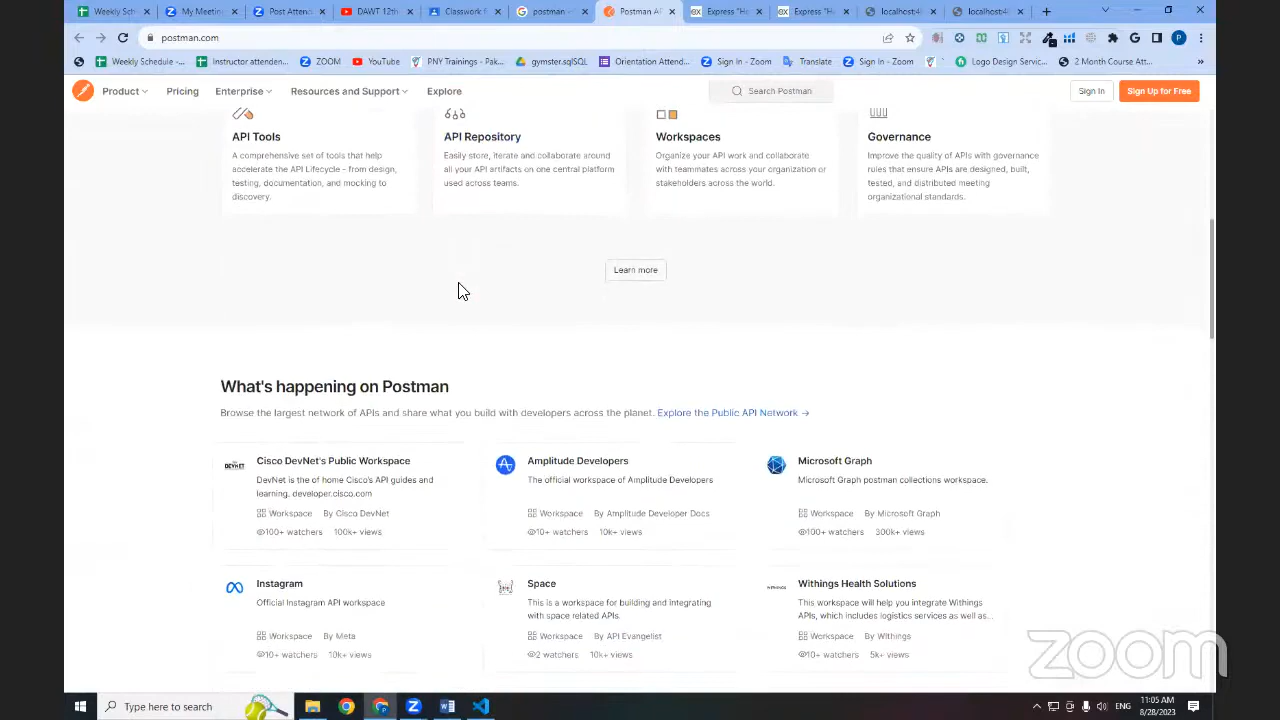 Weekly Sch
My Meeting
Post Attend
DAWT 12th
Classwork f
postman -
Postman AP
Express "He
Express "He
localhost:4
localhost:4
postman.com
Weekly Schedule -...
Instructor attenden...
ZOOM
YouTube
PNY Trainings - Pak...
gymster.sqlSQL
Orientation Attend...
Sign In - Zoom
Translate
Sign In - Zoom
Logo Design Servic...
2 Month Course Att...
»
Product
Pricing
Enterprise
Resources and Support
Explore
Search Postman
Sign In
Sign Up for Free
API Tools
A comprehensive set of tools that help
accelerate the API Lifecycle - from design,
testing, documentation, and mocking to
discovery.
API Repository
Easily store, iterate and collaborate around
all your API artifacts on one central platform
used across teams.
Workspaces
Organize your API work and collaborate
with teammates across your organization or
stakeholders across the world.
Governance
Improve the quality of APIs with governance
rules that ensure APIs are designed, built,
tested, and distributed meeting
organizational standards.
Learn more
What's happening on Postman
Browse the largest network of APIs and share what you build with developers across the planet. Explore the Public API Network →
Cisco DevNet's Public Workspace
DevNet is the of home Cisco's API guides and
learning. developer.cisco.com
Workspace By Cisco DevNet
100+ watchers 100k+ views
Amplitude Developers
The official workspace of Amplitude Developers
Workspace By Amplitude Developer Docs
10+ watchers 10k+ views
Microsoft Graph
Microsoft Graph postman collections workspace.
Workspace By Microsoft Graph
100+ watchers 300k+ views
Instagram
Official Instagram API workspace
Workspace By Meta
10+ watchers 10k+ views
Space
This is a workspace for building and integrating
with space related APIs.
Workspace By API Evangelist
2 watchers 10k+ views
WITHINGS
Withings Health Solutions
This workspace will help you integrate Withings
APIs, which includes logistics services as well as...
Workspace By Withings
10+ watchers 5k+ views
zoom
Type here to search
ENG
11:05 AM
8/28/2023